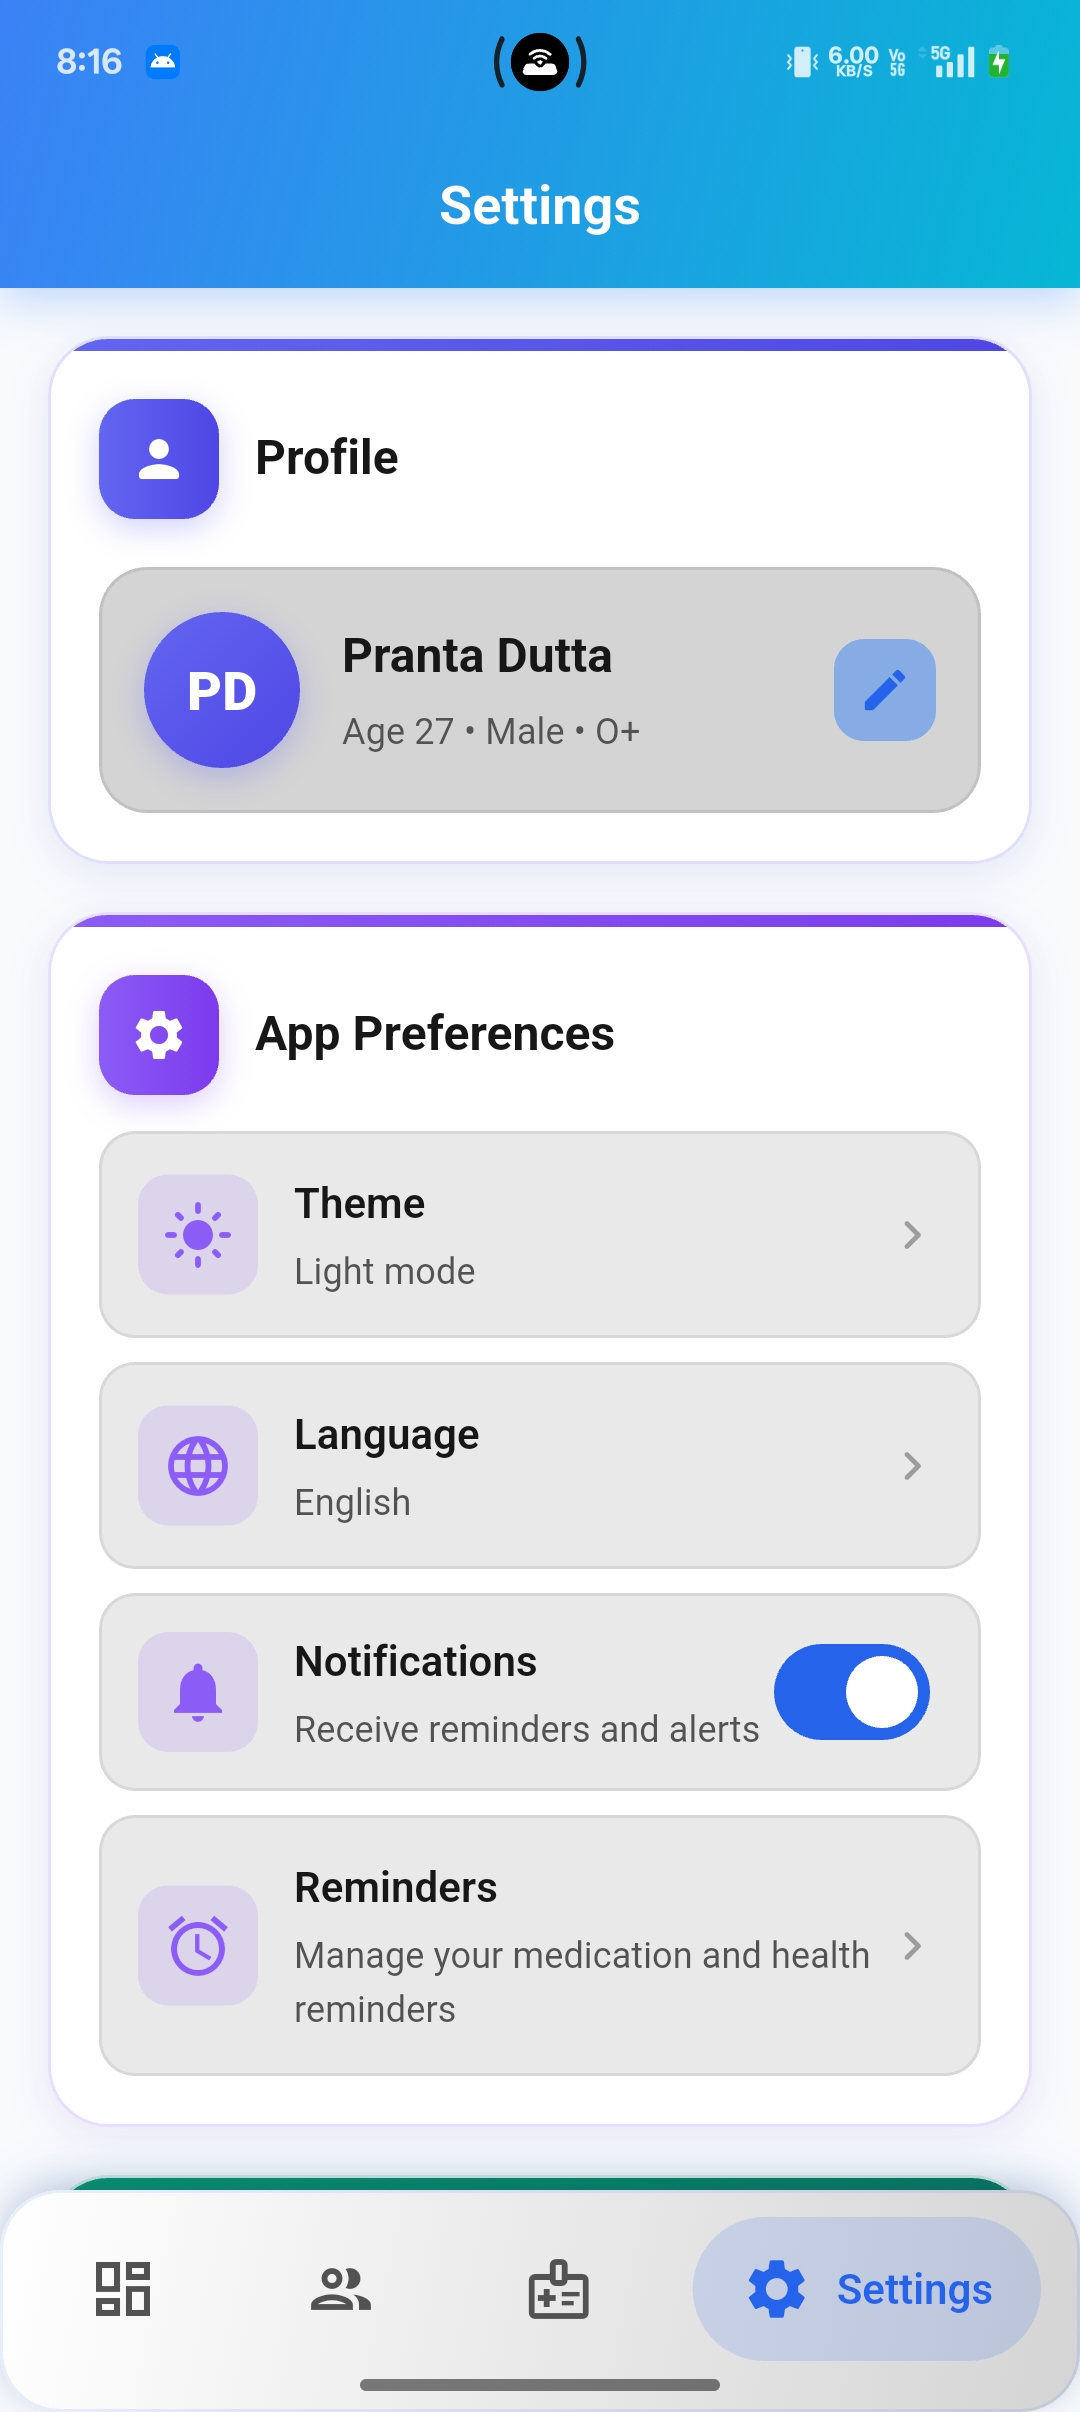 8:16
6.00
KB/S
Vo
5G
5G
Settings
Profile
PD
Pranta Dutta
Age 27 • Male • O+
App Preferences
Theme
Light mode
Language
English
Notifications
Receive reminders and alerts
Reminders
Manage your medication and health
reminders
Settings